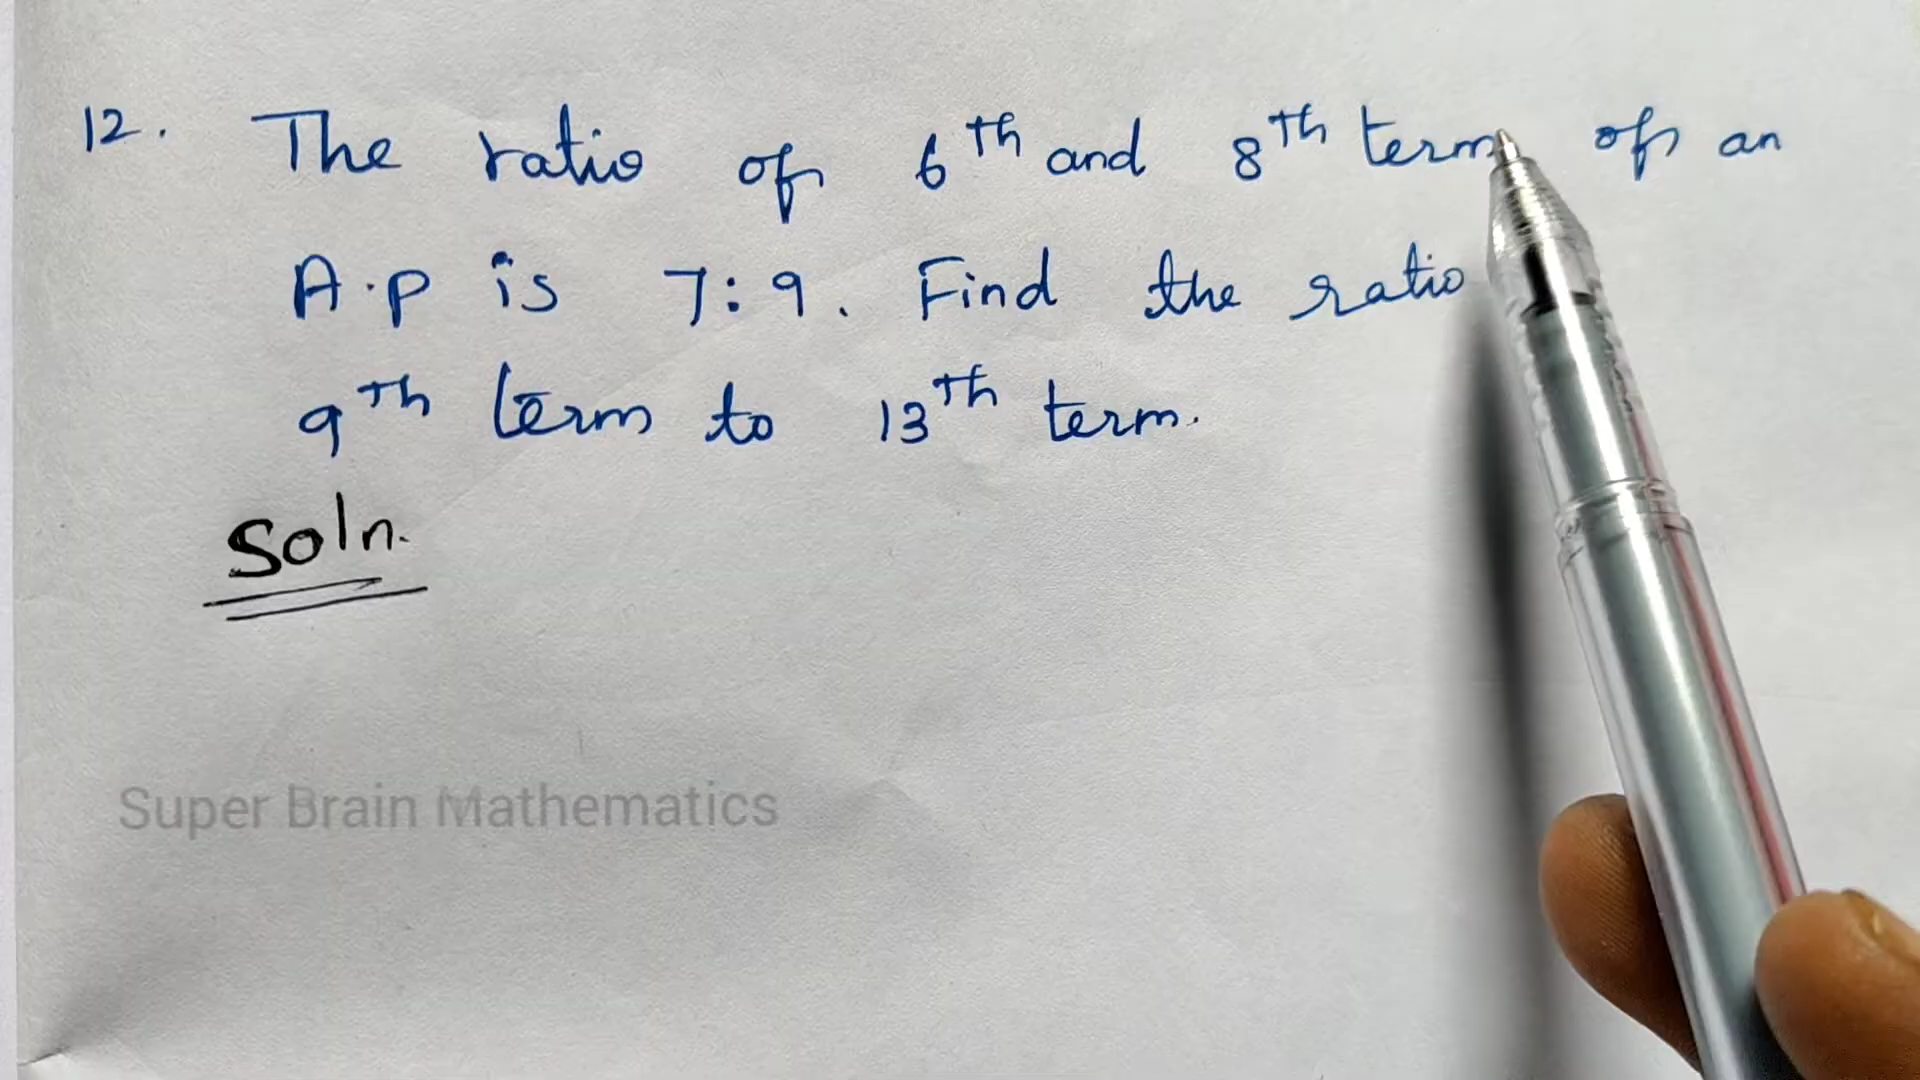 12. The ratio of 6th and 8th term of an
A.P is 7:9. Find the ratio
9th term to 13th term.
Soln.
Super Brain Mathematics